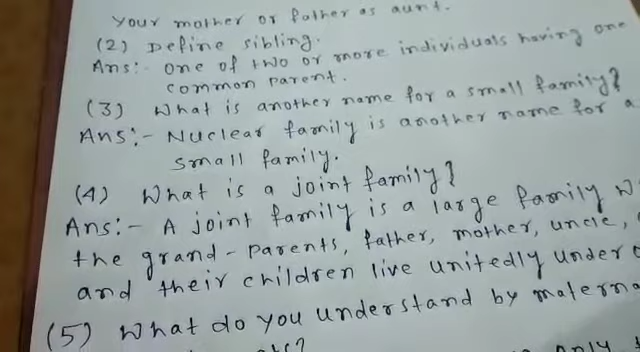 your mother or father as aunt.
(2) Define sibling.
Ans:- One of two or more individuals having one
common parent.
(3) What is another name for a small family?
Ans:- Nuclear family is another name for a
small family.
(4) What is a joint family?
Ans:- A joint family is a large family
the grand-parents, father, mother, uncle,
and their children live unitedly under
(5) What do you understand by
only